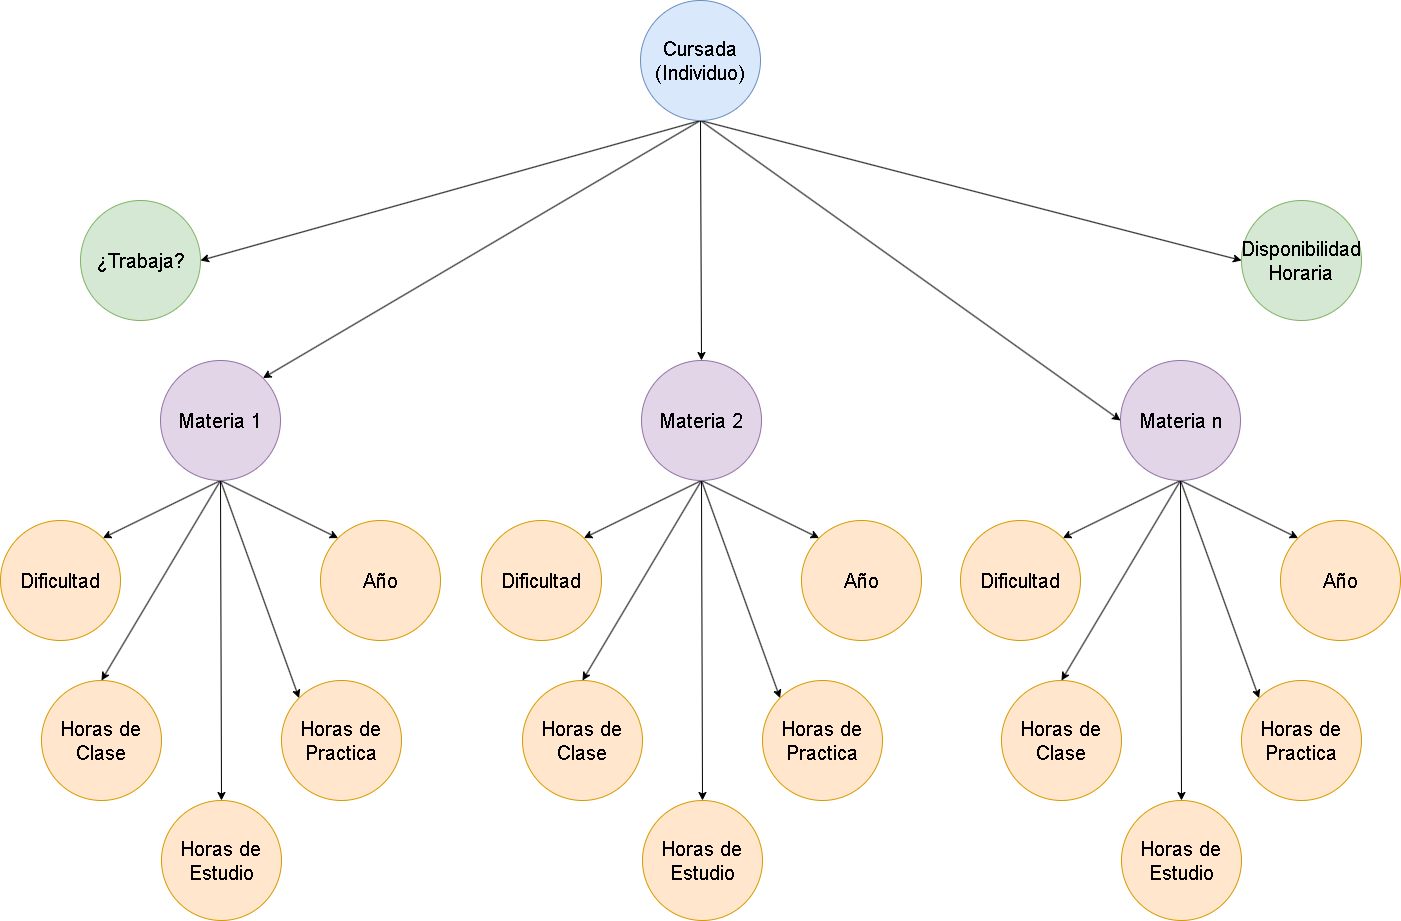 Cursada
(Individuo)
¿Trabaja?
Disponibilidad
Horaria
Materia 1
Materia 2
Materia n
Dificultad
Año
Dificultad
Año
Dificultad
Año
Horas de
Clase
Horas de
Practica
Horas de
Clase
Horas de
Practica
Horas de
Clase
Horas de
Practica
Horas de
Estudio
Horas de
Estudio
Horas de
Estudio